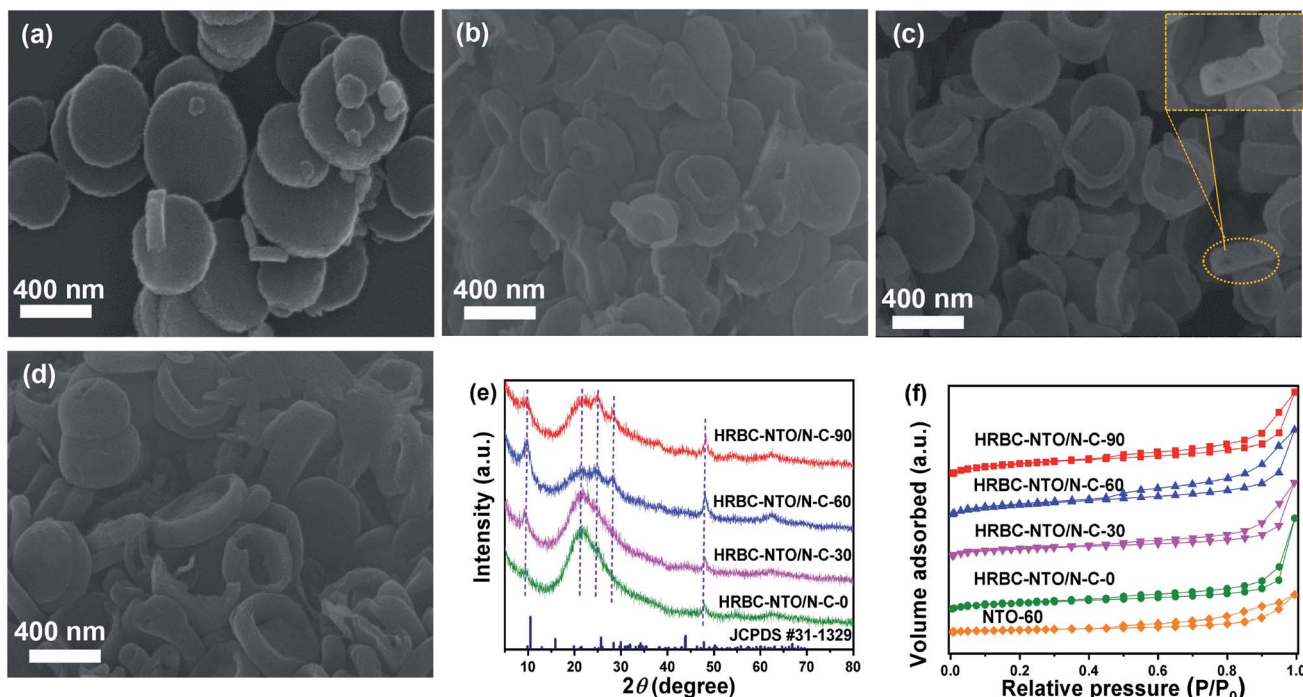 (a)
400 nm
(b)
400 nm
(c)
400 nm
(d)
400 nm
(e)
Intensity (a.u.)
HRBC-NTO/N-C-90
HRBC-NTO/N-C-60
HRBC-NTO/N-C-30
HRBC-NTO/N-C-0
JCPDS #31-1329
10 20 30 40 50 60 70 80
2θ (degree)
(f)
Volume adsorbed (a.u.)
HRBC-NTO/N-C-90
HRBC-NTO/N-C-60
HRBC-NTO/N-C-30
HRBC-NTO/N-C-0
NTO-60
0.0 0.2 0.4 0.6 0.8 1.0
Relative pressure (P/P0)